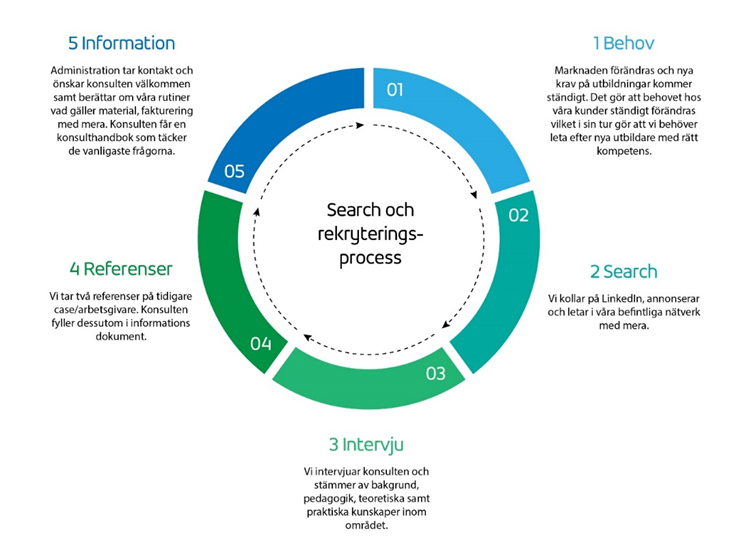 5 Information
Administration tar kontakt och
önskar konsulten välkommen
samt berättar om våra rutiner
vad gäller material, fakturering
med mera. Konsulten får en
konsulthandbok som täcker
de vanligaste frågorna.
1 Behov
Marknaden förändras och nya
krav på utbildningar kommer
ständigt. Det gör att behovet hos
våra kunder ständigt förändras
vilket i sin tur gör att vi behöver
leta efter nya utbildare med rätt
kompetens.
01
02
03
04
05
Search och
rekryterings-
process
2 Search
Vi kollar på LinkedIn, annonserar
och letar i våra befintliga nätverk
med mera.
3 Intervju
Vi intervjuar konsulten och
stämmer av bakgrund,
pedagogik, teoretiska samt
praktiska kunskaper inom
området.
4 Referenser
Vi tar två referenser på tidigare
case/arbetsgivare. Konsulten
fyller dessutom i informations
dokument.